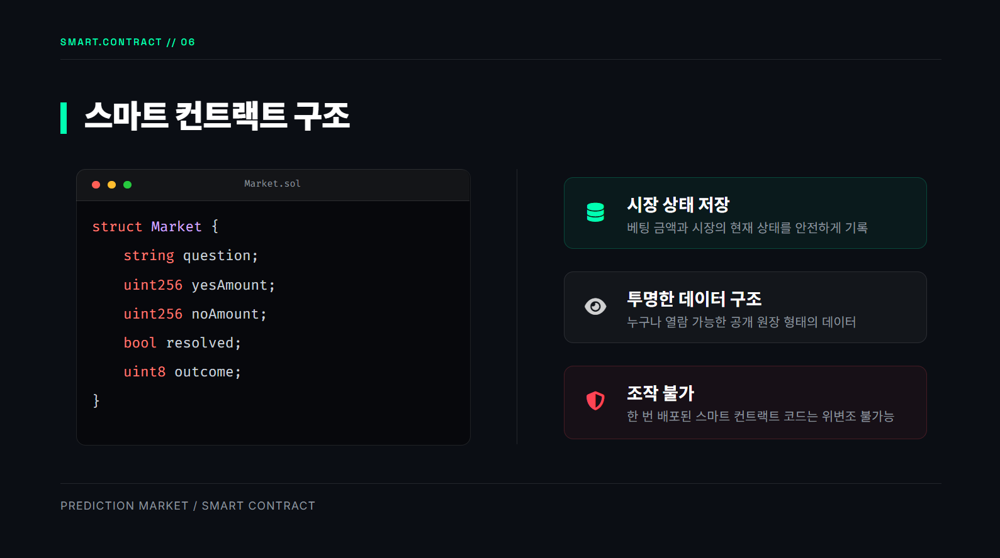 SMART.CONTRACT // 06
스마트 컨트랙트 구조
Market.sol
struct Market {
string question;
uint256 yesAmount;
uint256 noAmount;
bool resolved;
uint8 outcome;
}
시장 상태 저장
베팅 금액과 시장의 현재 상태를 안전하게 기록
투명한 데이터 구조
누구나 열람 가능한 공개 원장 형태의 데이터
조작 불가
한 번 배포된 스마트 컨트랙트 코드는 위변조 불가능
PREDICTION MARKET / SMART CONTRACT